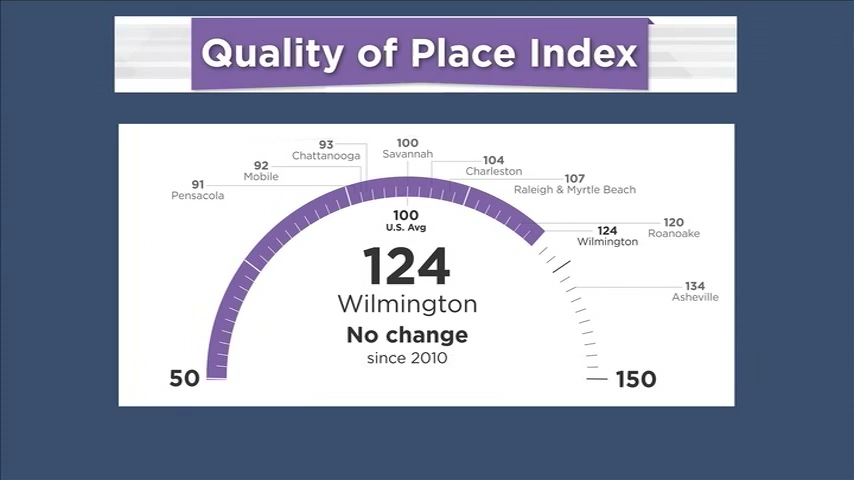 Quality of Place Index
93
Chattanooga
100
Savannah
92
Mobile
104
Charleston
91
Pensacola
107
Raleigh & Myrtle Beach
100
U.S. Avg
120
Roanoake
124
Wilmington
124
Wilmington
No change
since 2010
134
Asheville
50
150